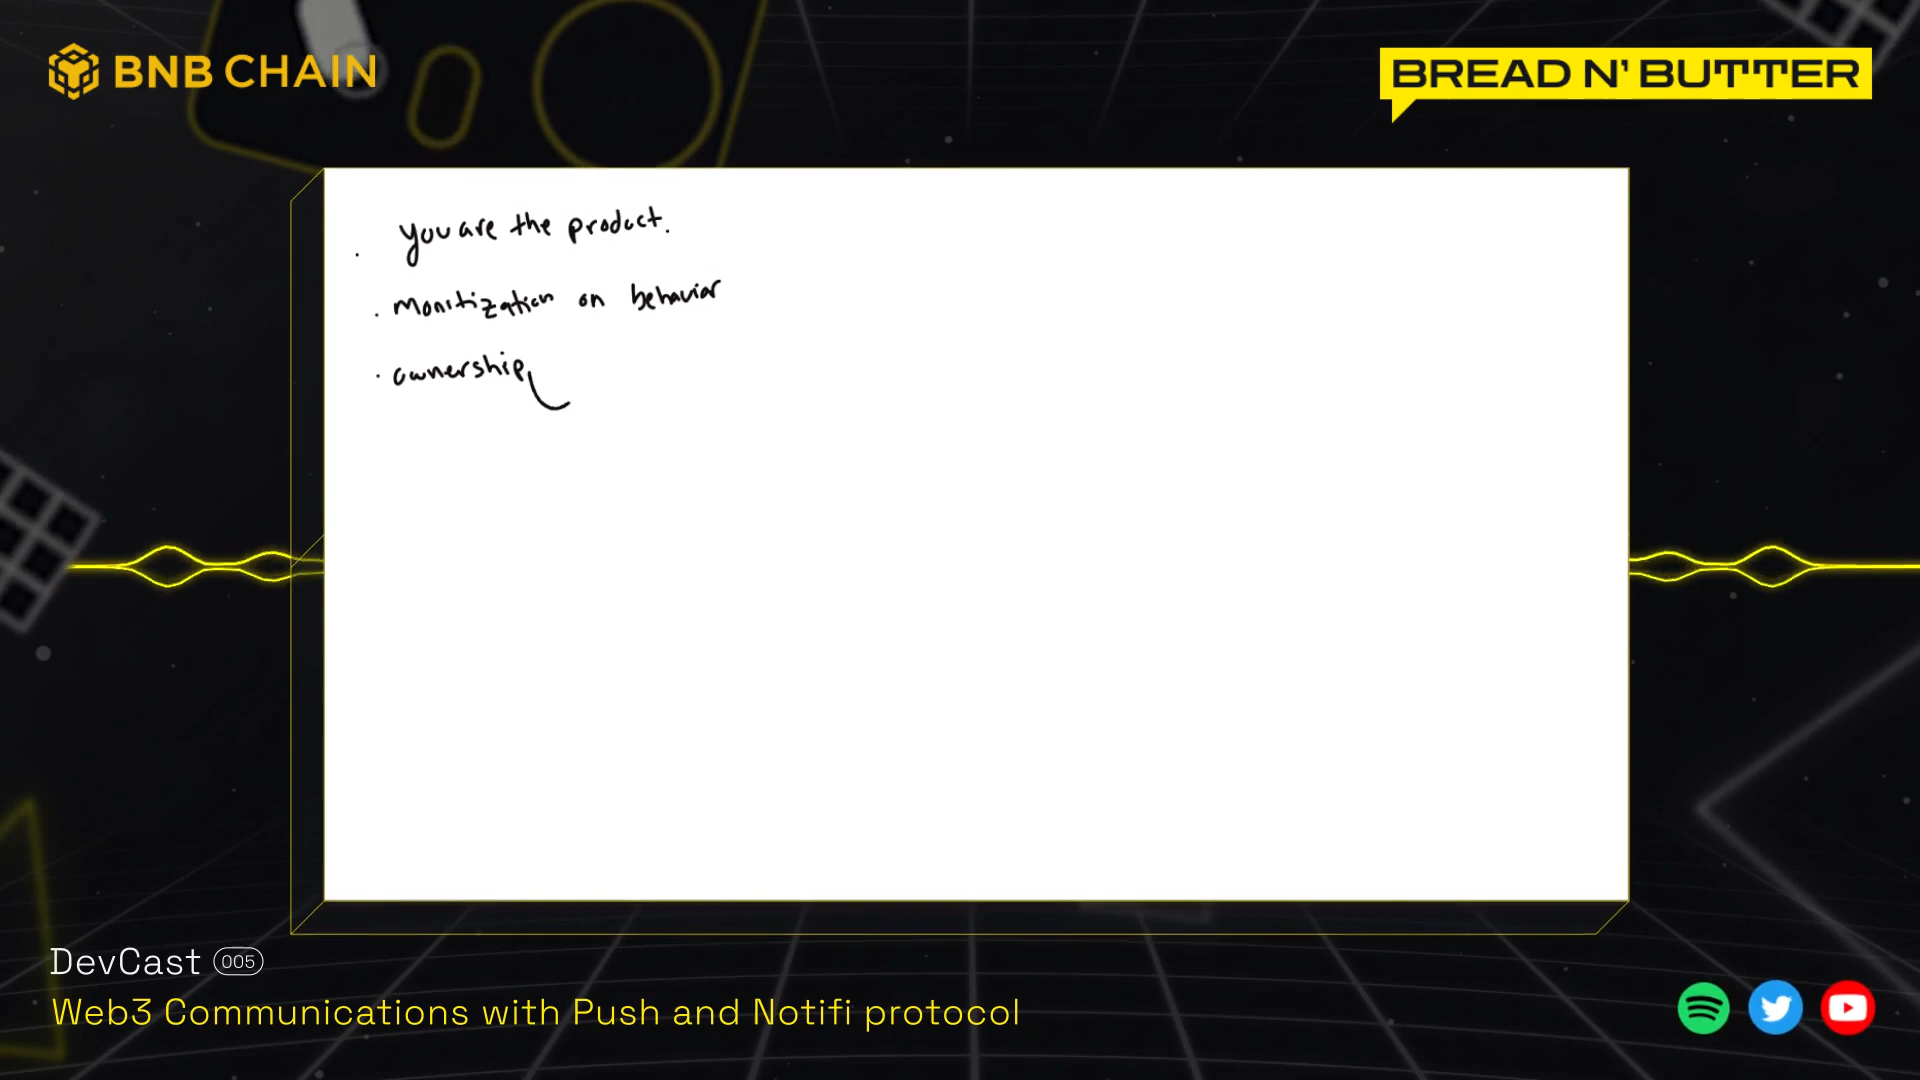 BNB CHAIN
BREAD N' BUTTER
you are the product.
· monitization on behavior
· ownership
DevCast 005
Web3 Communications with Push and Notifi protocol